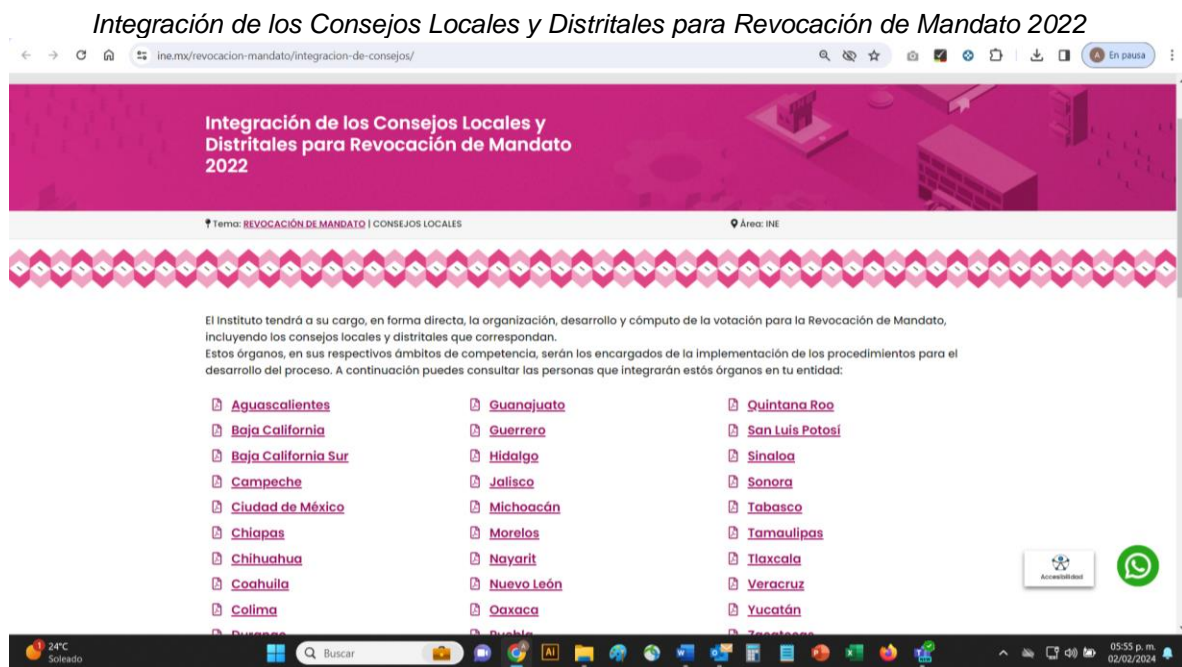 Integración de los Consejos Locales y Distritales para Revocación de Mandato 2022
ine.mx/revocacion-mandato/integracion-de-consejos/
A
En pausa
Integración de los Consejos Locales y
Distritales para Revocación de Mandato
2022
Tema: REVOCACIÓN DE MANDATO | CONSEJOS LOCALES
Área: INE
El Instituto tendrá a su cargo, en forma directa, la organización, desarrollo y cómputo de la votación para la Revocación de Mandato,
incluyendo los consejos locales y distritales que correspondan.
Estos órganos, en sus respectivos ámbitos de competencia, serán los encargados de la implementación de los procedimientos para el
desarrollo del proceso. A continuación puedes consultar las personas que integrarán estós órganos en tu entidad:
Aguascalientes
Baja California
Baja California Sur
Campeche
Ciudad de México
Chiapas
Chihuahua
Coahuila
Colima
Durango
Guanajuato
Guerrero
Hidalgo
Jalisco
Michoacán
Morelos
Nayarit
Nuevo León
Oaxaca
Puebla
Quintana Roo
San Luis Potosí
Sinaloa
Sonora
Tabasco
Tamaulipas
Tlaxcala
Veracruz
Yucatán
Zacatecas
Accesibilidad
1
24°C
Soleado
Buscar
Ai
05:55 p. m.
02/02/2024